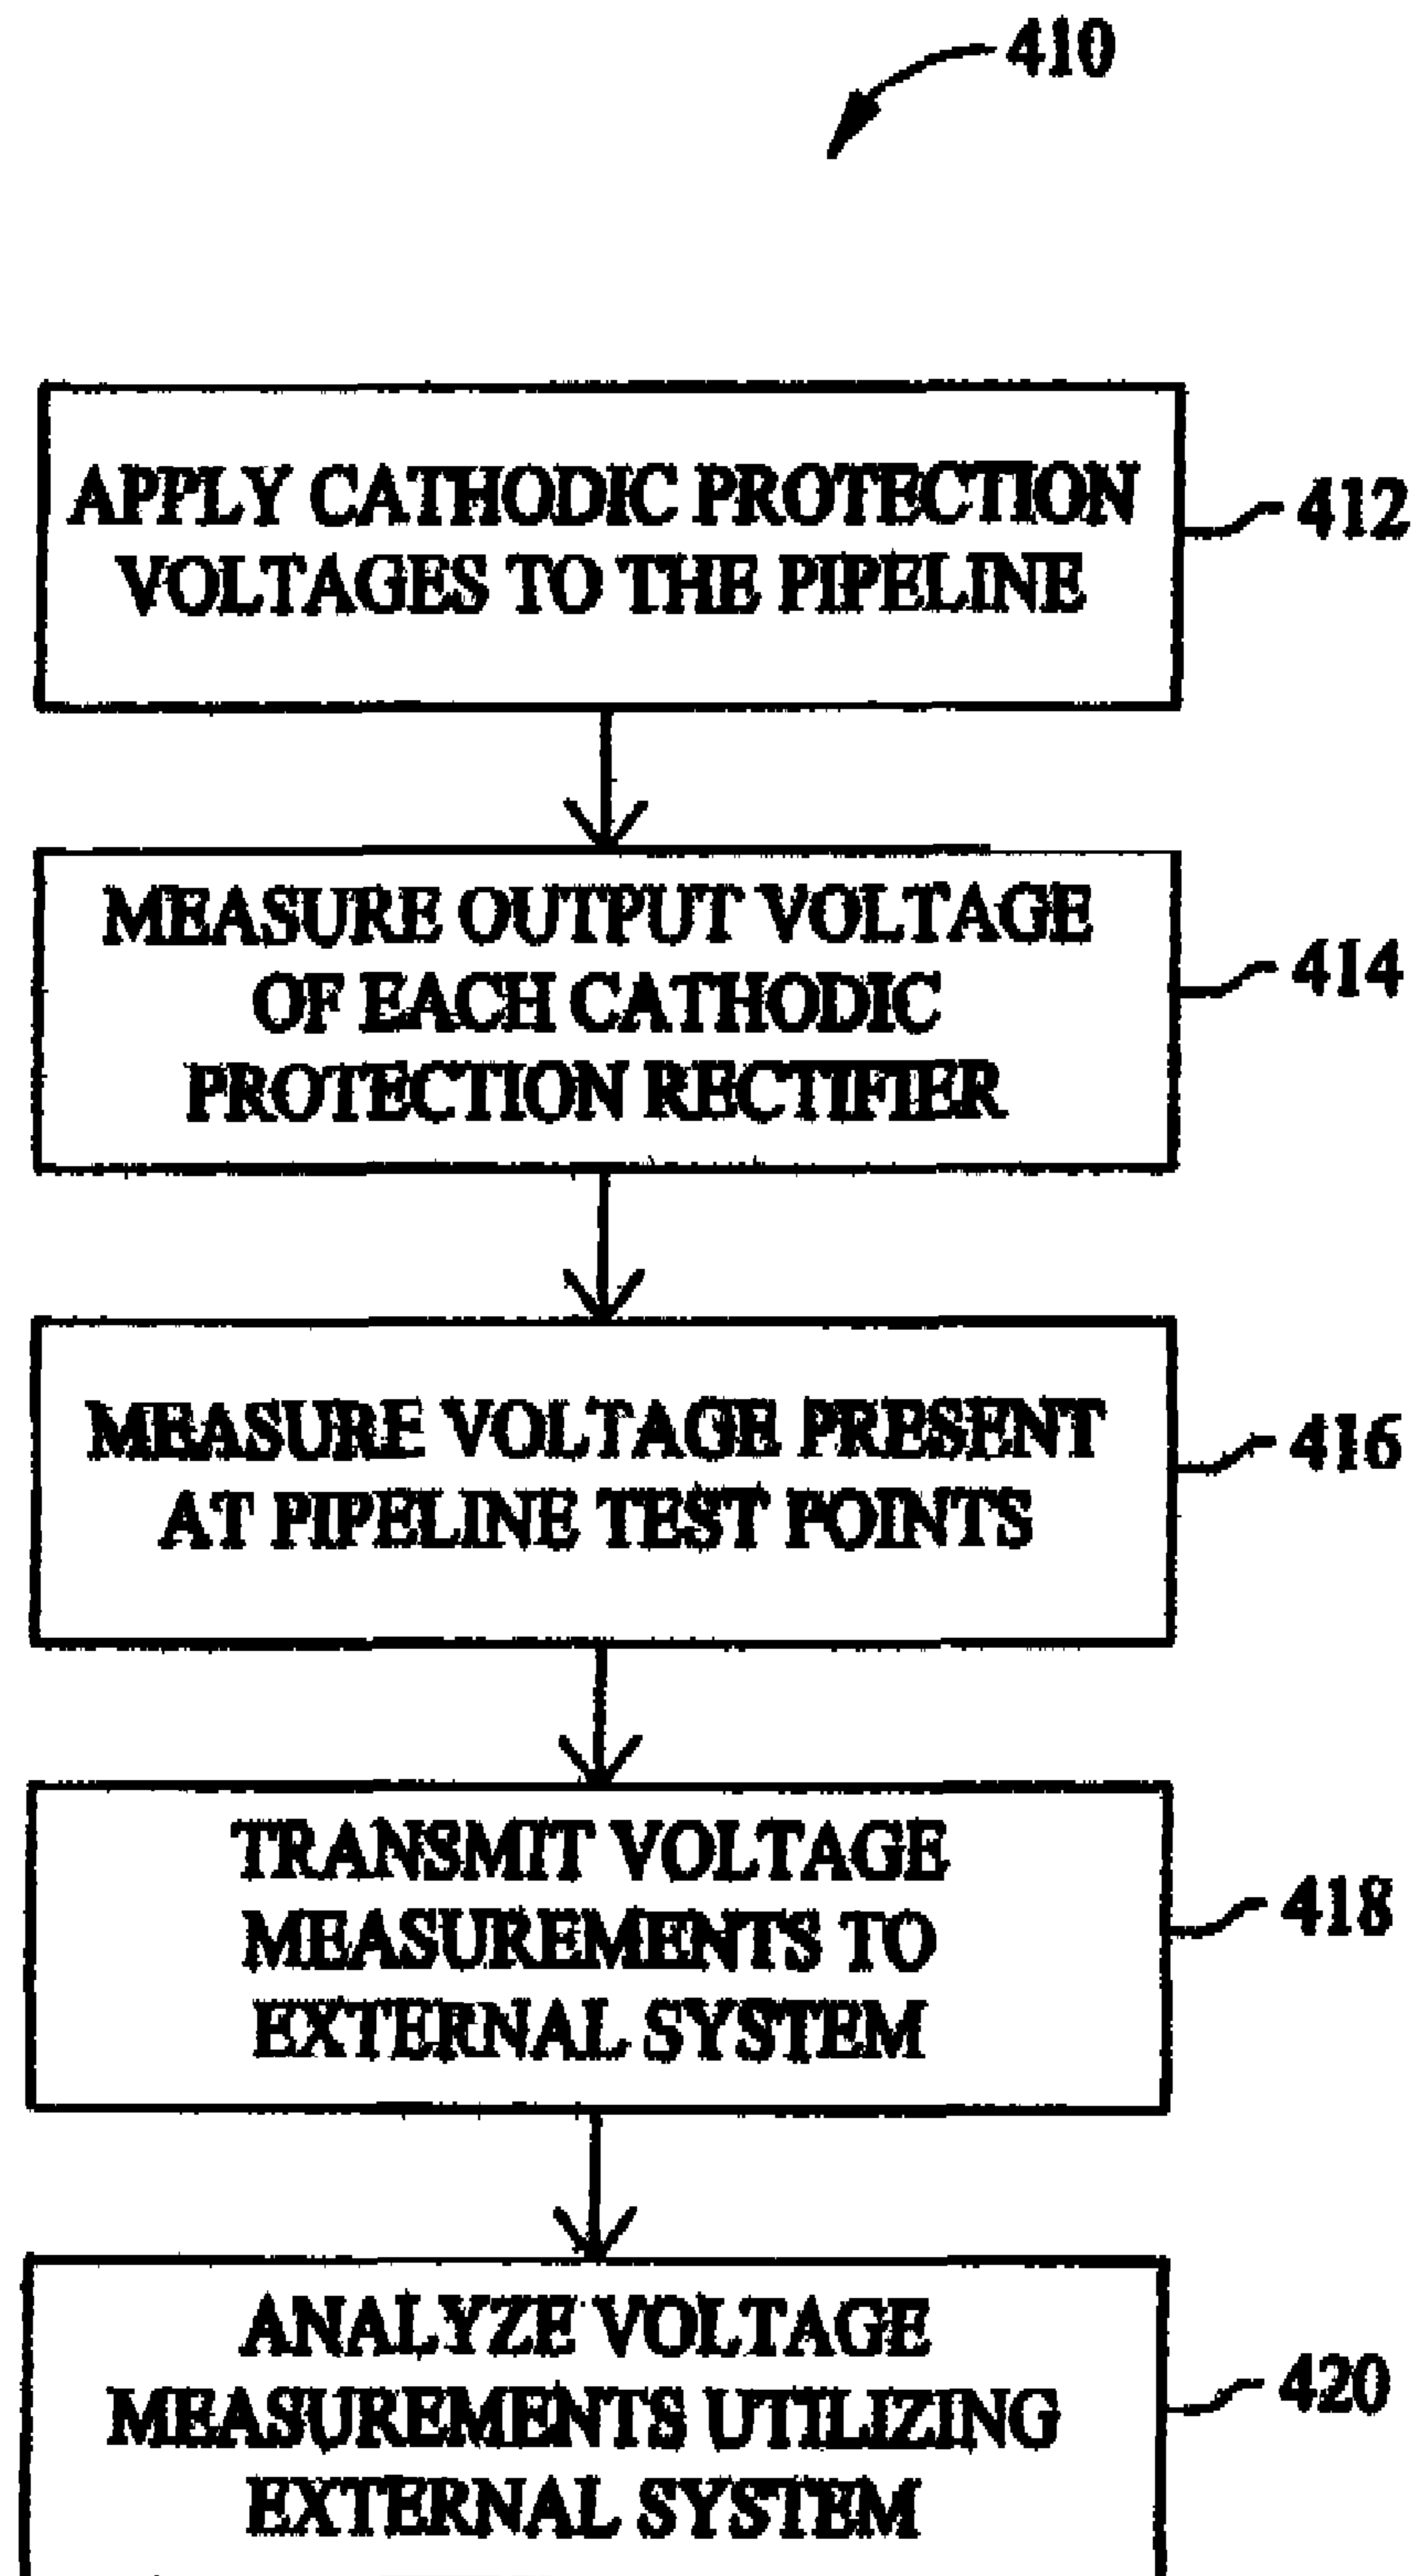 410
APPLY CATHODIC PROTECTION
VOLTAGES TO THE PIPELINE
412
MEASURE OUTPUT VOLTAGE
OF EACH CATHODIC
PROTECTION RECTIFIER
414
MEASURE VOLTAGE PRESENT
AT PIPELINE TEST POINTS
416
TRANSMIT VOLTAGE
MEASUREMENTS TO
EXTERNAL SYSTEM
418
ANALYZE VOLTAGE
MEASUREMENTS UTILIZING
EXTERNAL SYSTEM
420